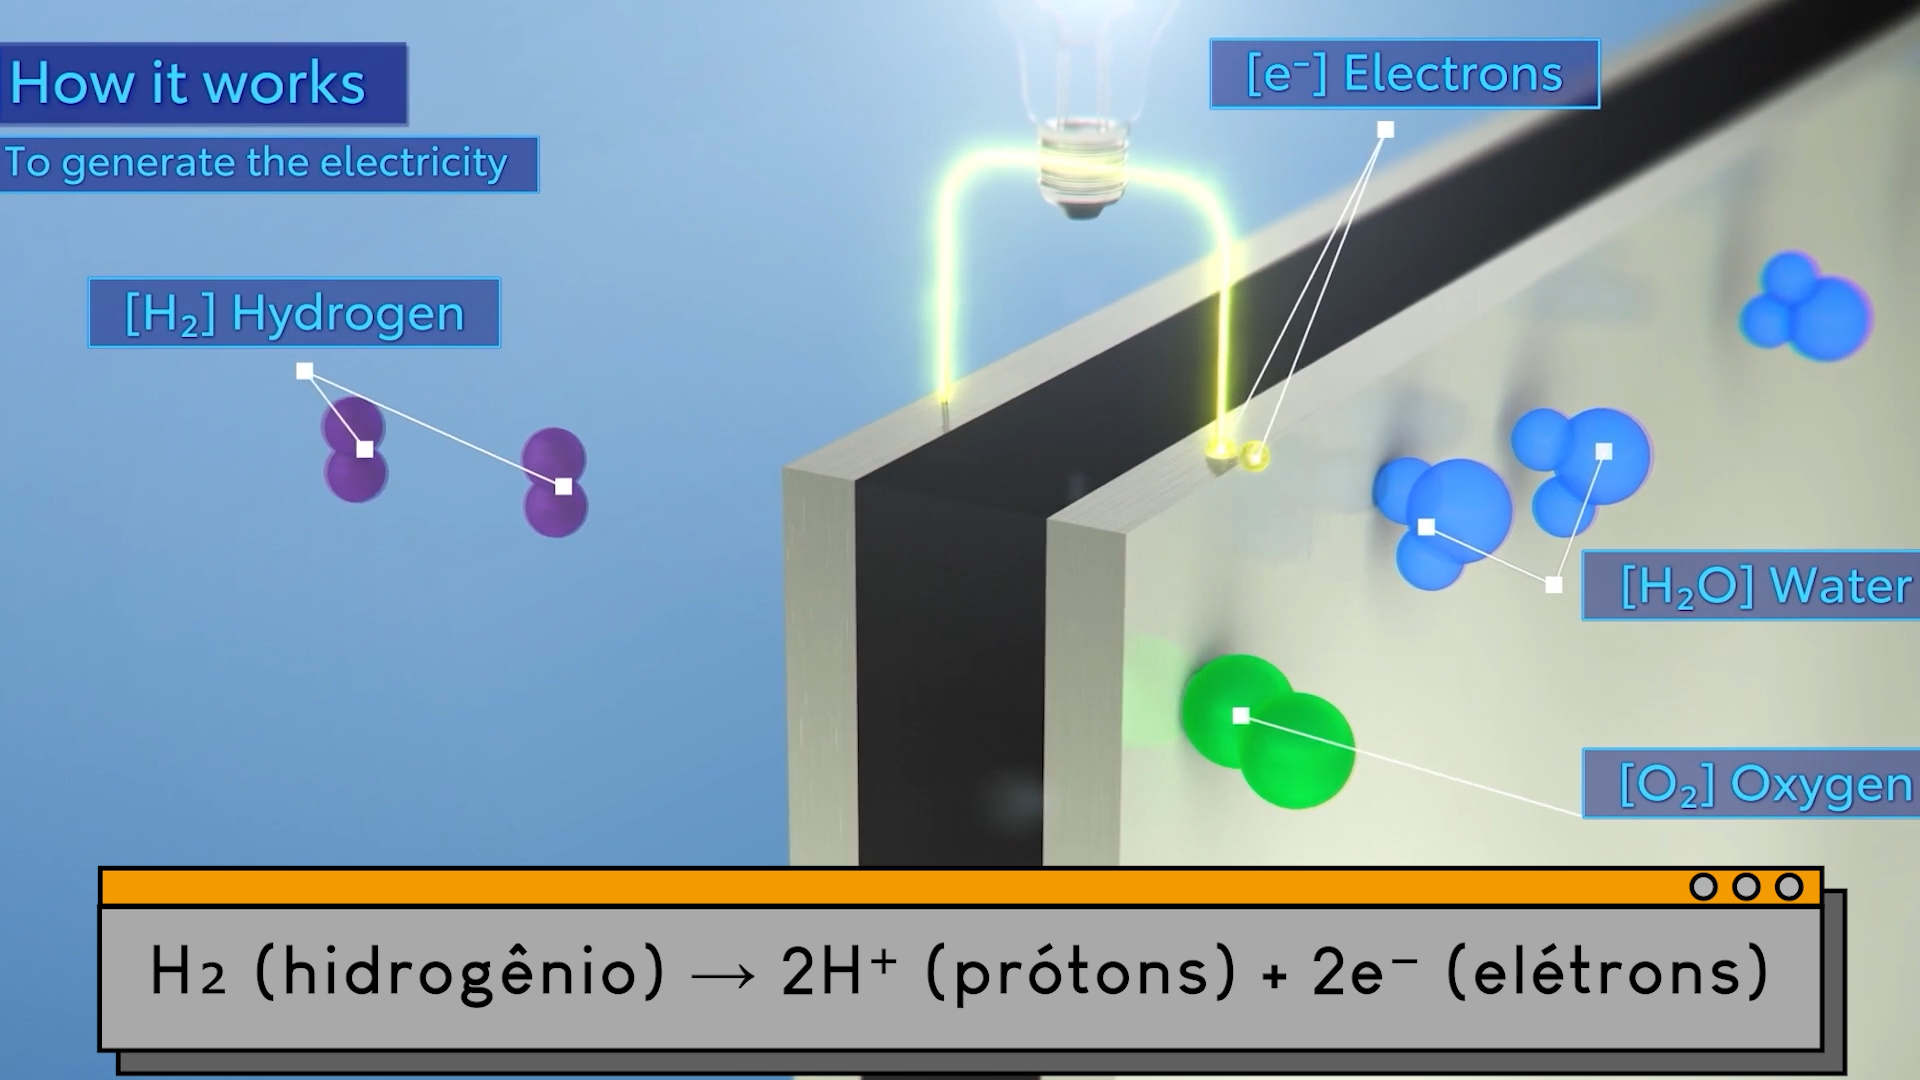 How it works
To generate the electricity
[e⁻] Electrons
[H₂] Hydrogen
[H₂O] Water
[O₂] Oxygen
H2 (hidrogênio) → 2H⁺ (prótons) + 2e⁻ (elétrons)